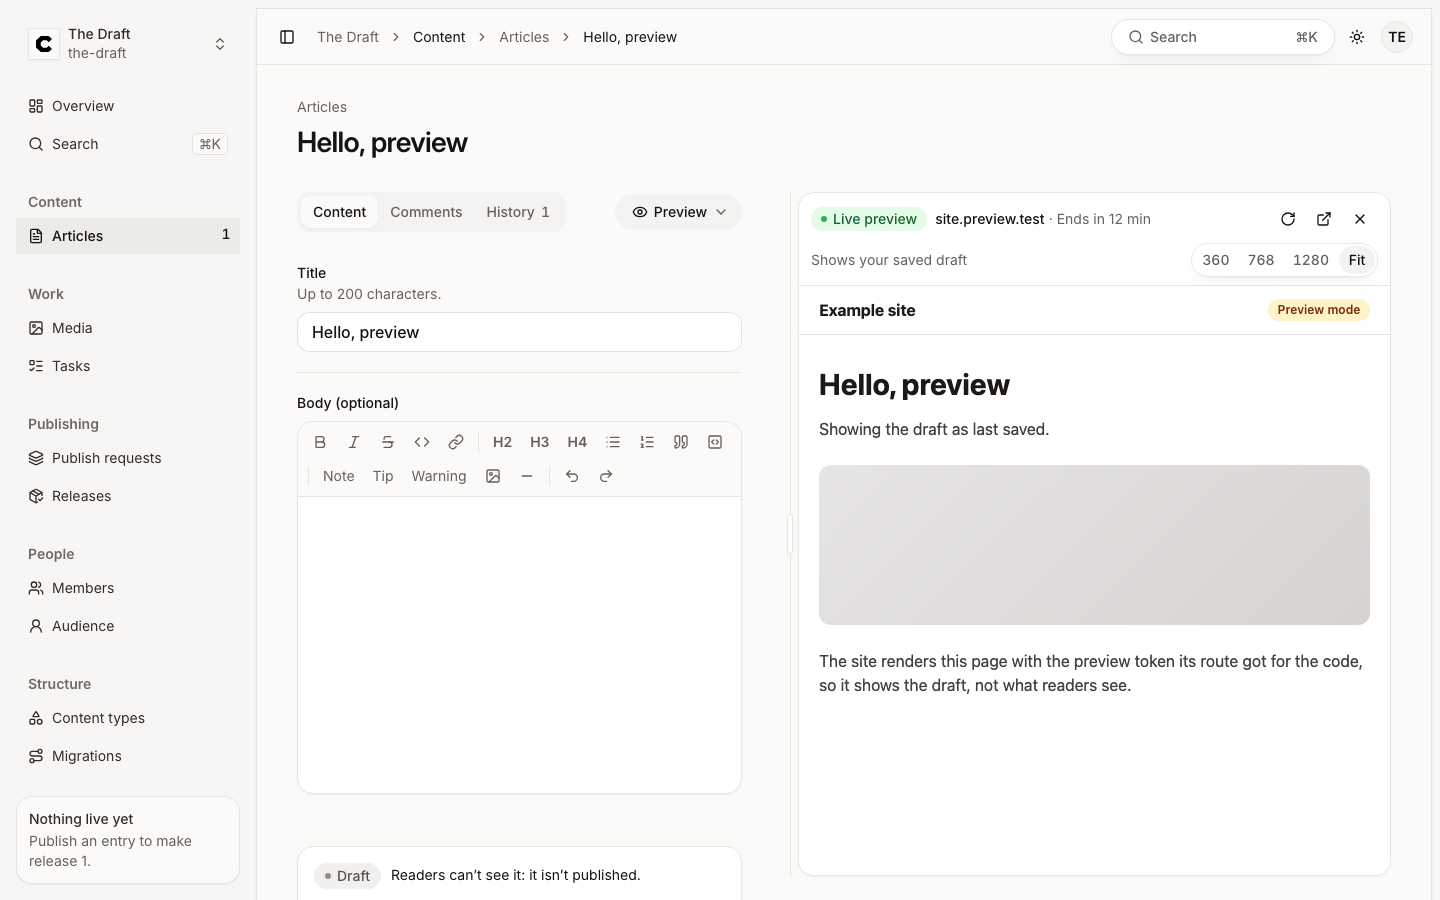 The Draft
the-draft
Overview
Search ⌘K
Content
Articles 1
Work
Media
Tasks
Publishing
Publish requests
Releases
People
Members
Audience
Structure
Content types
Migrations
Nothing live yet
Publish an entry to make
release 1.
The Draft > Content > Articles > Hello, preview
Search ⌘K
TE
Articles
Hello, preview
Content Comments History 1
Preview
Title
Up to 200 characters.
Hello, preview
Body (optional)
B I S H2 H3 H4
Note Tip Warning
Draft Readers can’t see it: it isn’t published.
Live preview site.preview.test · Ends in 12 min
Shows your saved draft
360 768 1280 Fit
Example site
Preview mode
Hello, preview
Showing the draft as last saved.
The site renders this page with the preview token its route got for the code,
so it shows the draft, not what readers see.